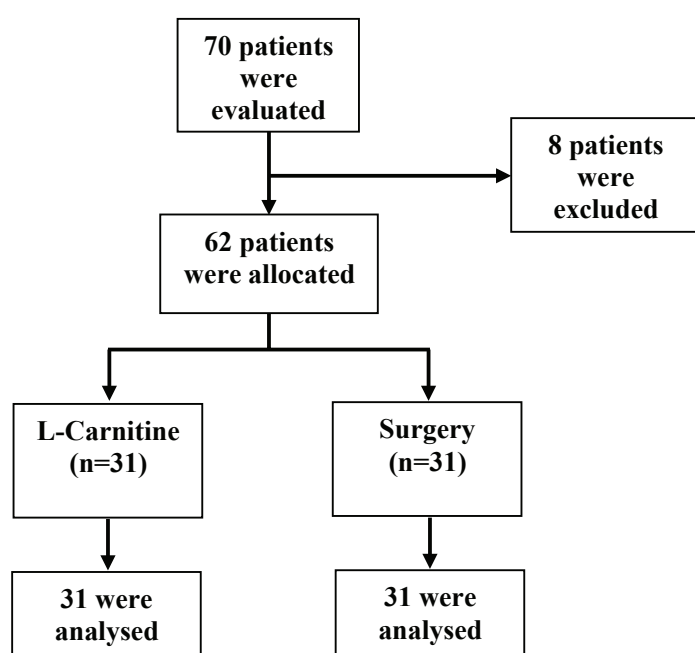 70 patients
were
evaluated
8 patients
were
excluded
62 patients
were allocated
L-Carnitine
(n=31)
Surgery
(n=31)
31 were
analysed
31 were
analysed